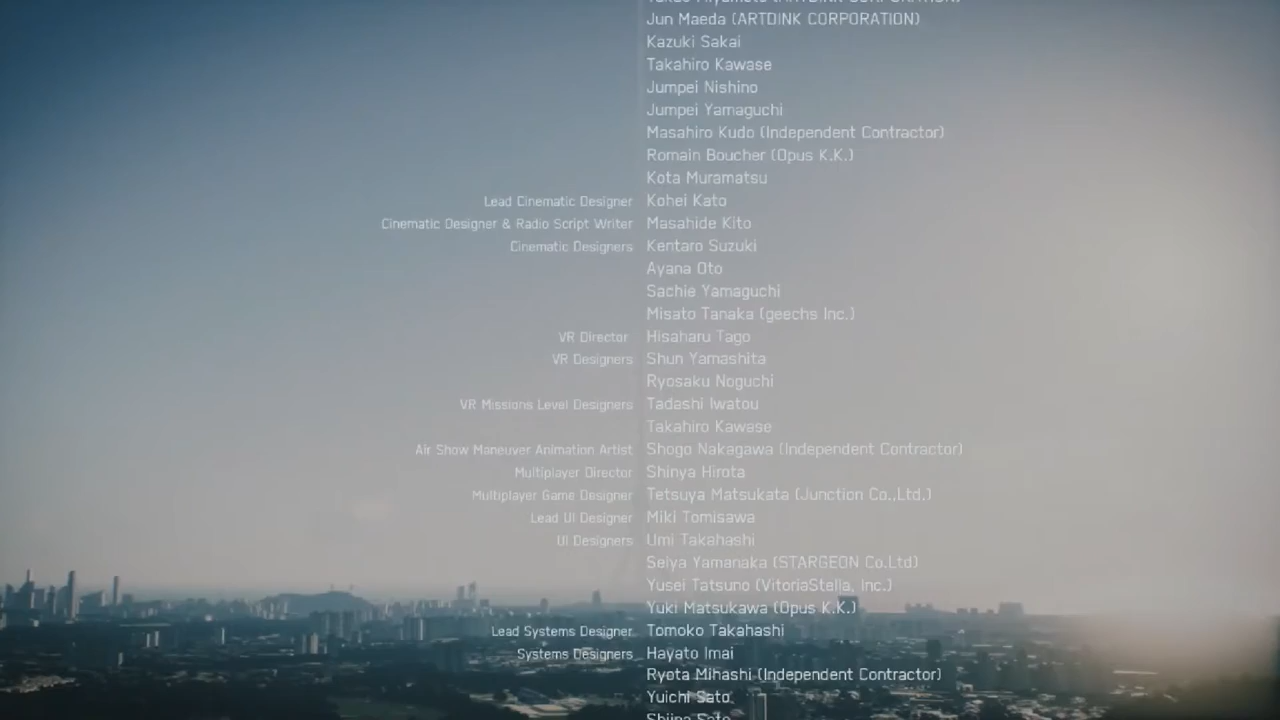 Jun Maeda (ARTDINK CORPORATION)
Kazuki Sakai
Takahiro Kawase
Jumpei Nishino
Jumpei Yamaguchi
Masahiro Kudo (Independent Contractor)
Romain Boucher (Opus K.K.)
Kota Muramatsu
Lead Cinematic Designer Kohei Kato
Cinematic Designer & Radio Script Writer Masahide Kito
Cinematic Designers Kentaro Suzuki
Ayana Oto
Sachie Yamaguchi
Misato Tanaka (geechs Inc.)
VR Director Hisaharu Tago
VR Designers Shun Yamashita
Ryosaku Noguchi
VR Missions Level Designers Tadashi Iwatou
Takahiro Kawase
Air Show Maneuver Animation Artist Shogo Nakagawa (Independent Contractor)
Multiplayer Director Shinya Hirota
Multiplayer Game Designer Tetsuya Matsukata (Junction Co.,Ltd.)
Lead UI Designer Miki Tomisawa
UI Designers Umi Takahashi
Seiya Yamanaka (STARGEON Co.Ltd)
Yusei Tatsuno (VitoriaStella, Inc.)
Yuki Matsukawa (Opus K.K.)
Lead Systems Designer Tomoko Takahashi
Systems Designers Hayato Imai
Ryota Mihashi (Independent Contractor)
Yuichi Sato